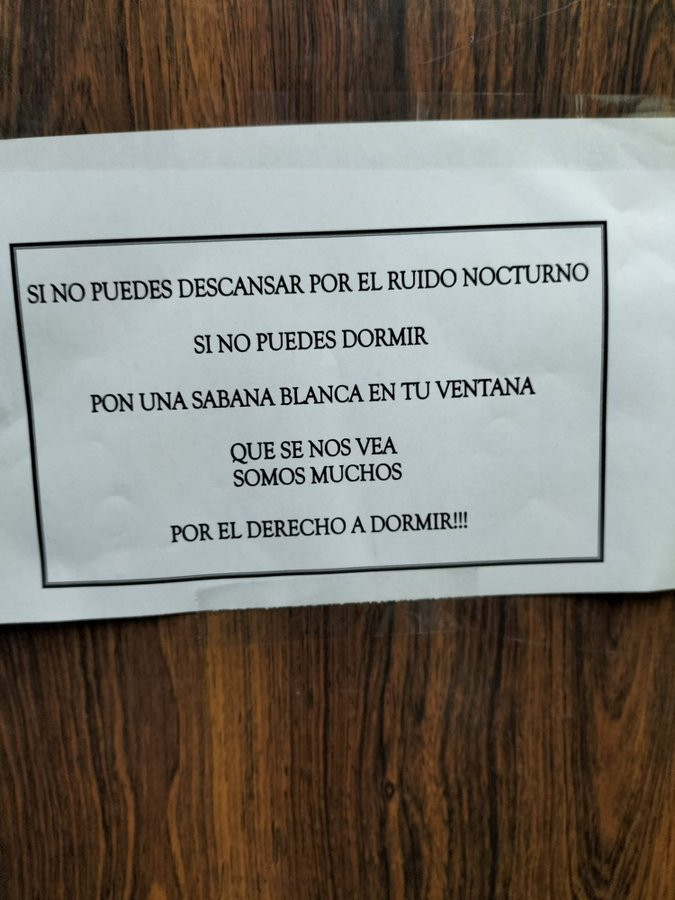 SI NO PUEDES DESCANSAR POR EL RUIDO NOCTURNO
SI NO PUEDES DORMIR
PON UNA SABANA BLANCA EN TU VENTANA
QUE SE NOS VEA
SOMOS MUCHOS
POR EL DERECHO A DORMIR!!!